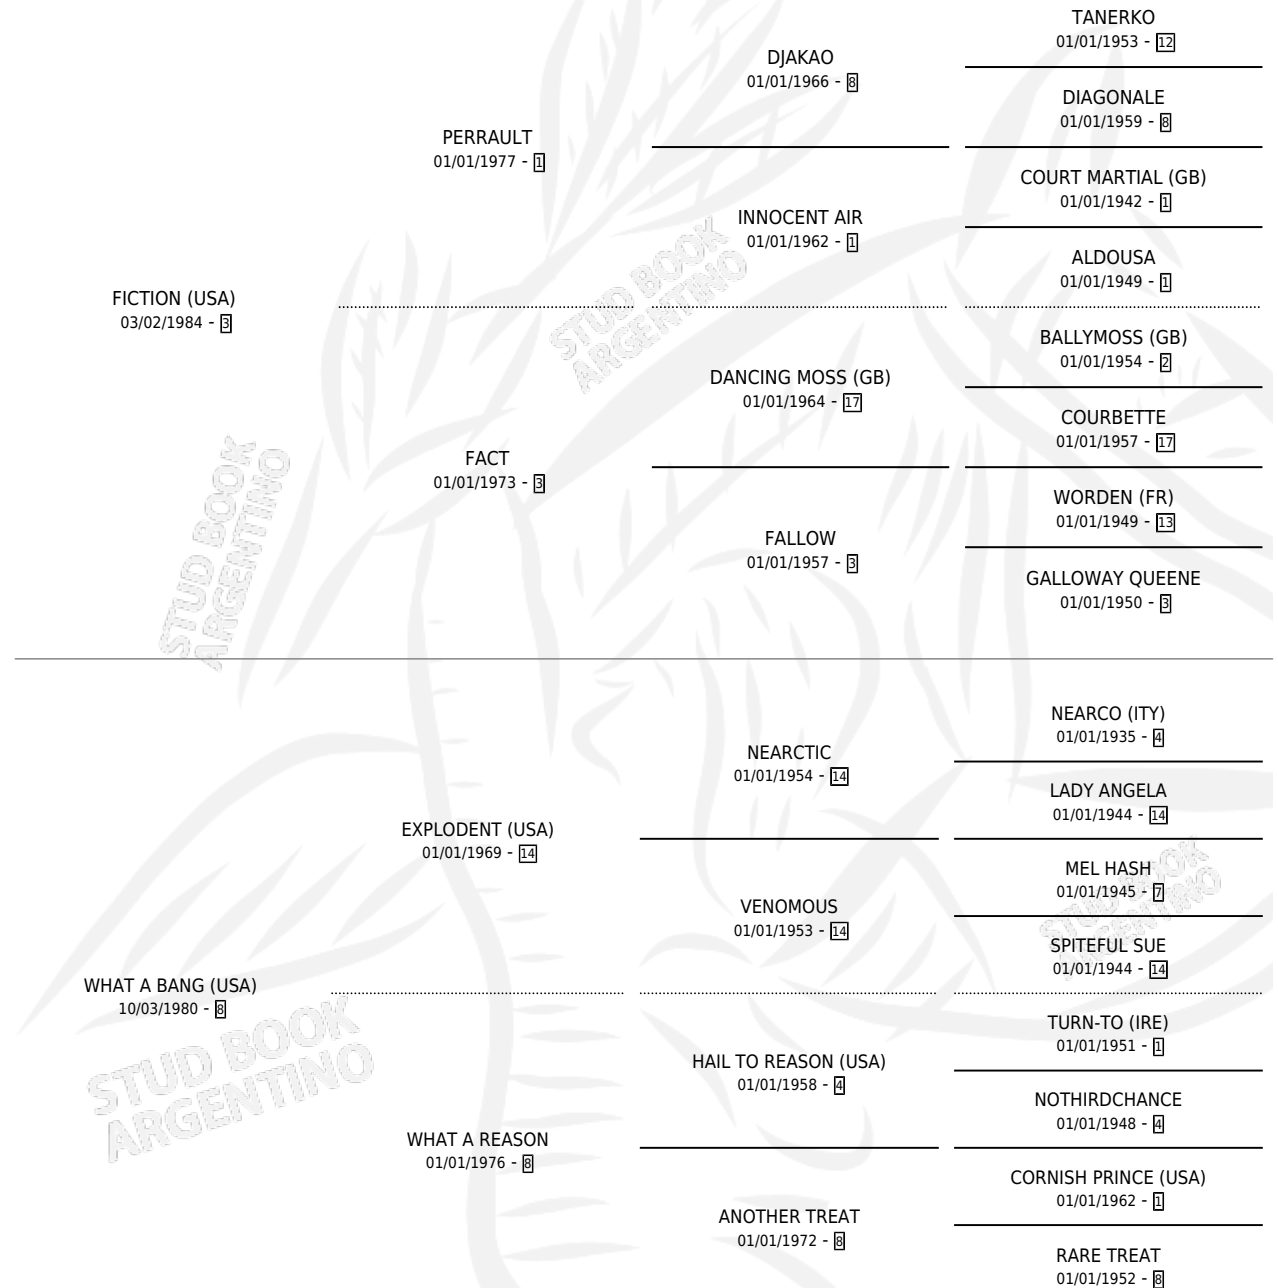 TANERKO
01/01/1953 - 12
DJAKAO
01/01/1966 - 8
DIAGONALE
01/01/1959 - 8
PERRAULT
01/01/1977 - 1
COURT MARTIAL (GB)
01/01/1942 - 1
INNOCENT AIR
01/01/1962 - 1
ALDOUSA
01/01/1949 - 1
FICTION (USA)
03/02/1984 - 3
STUD BOOK
ARGENTINO
BALLYMOSS (GB)
01/01/1954 - 2
DANCING MOSS (GB)
01/01/1964 - 17
COURBETTE
01/01/1957 - 17
FACT
01/01/1973 - 3
WORDEN (FR)
01/01/1949 - 13
FALLOW
01/01/1957 - 3
GALLOWAY QUEENE
01/01/1950 - 3
STUD BOOK
ARGENTINO
NEARCO (ITY)
01/01/1935 - 4
NEARCTIC
01/01/1954 - 14
LADY ANGELA
01/01/1944 - 14
EXPLODENT (USA)
01/01/1969 - 14
MEL HASH
01/01/1945 - 7
VENOMOUS
01/01/1953 - 14
SPITEFUL SUE
01/01/1944 - 14
STUD BOOK
ARGENTINO
WHAT A BANG (USA)
10/03/1980 - 8
STUD BOOK
ARGENTINO
TURN-TO (IRE)
01/01/1951 - 1
HAIL TO REASON (USA)
01/01/1958 - 4
NOTHIRDCHANCE
01/01/1948 - 4
WHAT A REASON
01/01/1976 - 8
CORNISH PRINCE (USA)
01/01/1962 - 1
ANOTHER TREAT
01/01/1972 - 8
RARE TREAT
01/01/1952 - 8